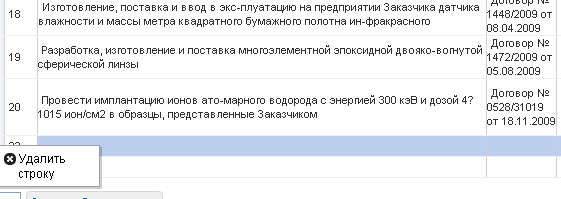 18 Изготовление, поставка и ввод в экс-плуатацию на предприятии Заказчика датчика
влажности и массы метра квадратного бумажного полотна ин-фракрасного
Договор №
1448/2009 от
08.04.2009
19 Разработка, изготовление и поставка многоэлементной эпоксидной двояко-вогнутой
сферической линзы
Договор №
1472/2009 от
05.08.2009
20 Провести имплантацию ионов ато-марного водорода с энергией 300 кэВ и дозой 4?
1015 ион/см2 в образцы, представленные Заказчиком
Договор №
0528/31019
от 18.11.2009
Удалить
строку